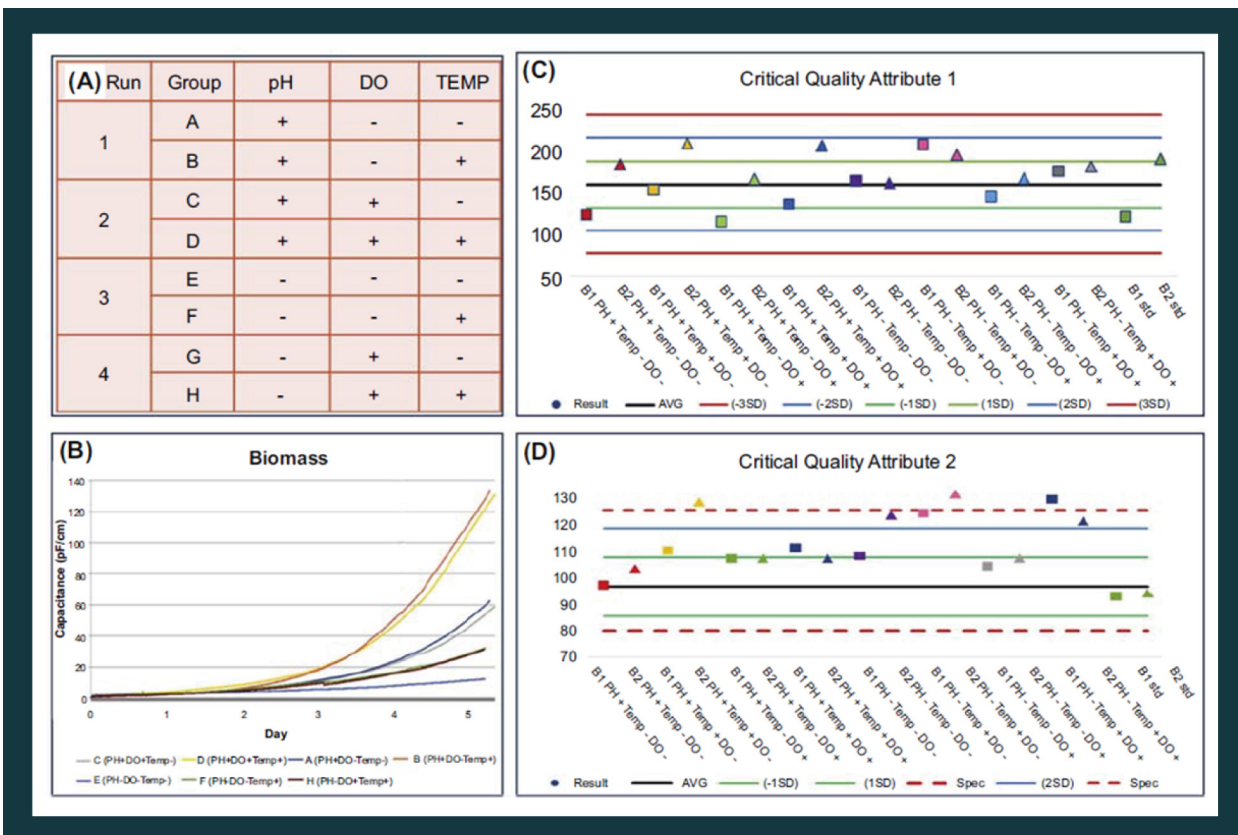 (A) Run Group pH DO TEMP
1 A + - -
B + - +
2 C + + -
D + + +
3 E - - -
F - - +
4 G - + -
H - + +
(B)
Biomass
Capacitance (pF/cm)
140
120
100
80
60
40
20
0
0 1 2 3 4 5
Day
C (PH+DO+Temp-) D (PH+DO+Temp+) A (PH+DO-Temp-) B (PH+DO-Temp+)
E (PH-DO-Temp-) F (PH-DO-Temp+) H (PH-DO+Temp+)
(C)
Critical Quality Attribute 1
250
200
150
100
50
B1 PH + Temp - DO -
B2 PH + Temp - DO -
B1 PH + Temp + DO -
B2 PH + Temp + DO -
B1 PH + Temp - DO +
B2 PH + Temp - DO +
B1 PH + Temp + DO +
B2 PH + Temp + DO +
B1 PH - Temp - DO -
B2 PH - Temp - DO -
B1 PH - Temp + DO -
B2 PH - Temp + DO -
B1 PH - Temp - DO +
B2 PH - Temp - DO +
B1 PH - Temp + DO +
B2 PH - Temp + DO +
B1 std
B2 std
Result AVG (-3SD) (-2SD) (-1SD) (1SD) (2SD) (3SD)
(D)
Critical Quality Attribute 2
130
120
110
100
90
80
70
B1 PH + Temp - DO -
B2 PH + Temp - DO -
B1 PH + Temp + DO -
B2 PH + Temp + DO -
B1 PH + Temp - DO +
B2 PH + Temp - DO +
B1 PH + Temp + DO +
B2 PH + Temp + DO +
B1 PH - Temp - DO -
B2 PH - Temp - DO -
B1 PH - Temp + DO -
B2 PH - Temp + DO -
B1 PH - Temp - DO +
B2 PH - Temp - DO +
B1 PH - Temp + DO +
B2 PH - Temp + DO +
B1 std
B2 std
Result AVG (-1SD) (1SD) Spec (2SD) Spec